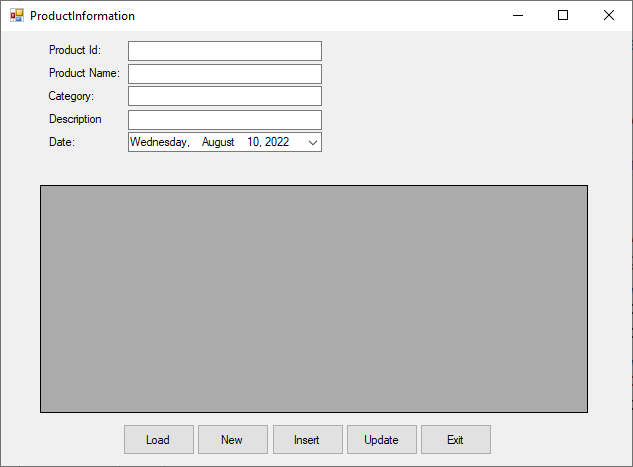 ProductInformation
Product Id:
Product Name:
Category:
Description
Date: Wednesday, August 10, 2022
Load New Insert Update Exit